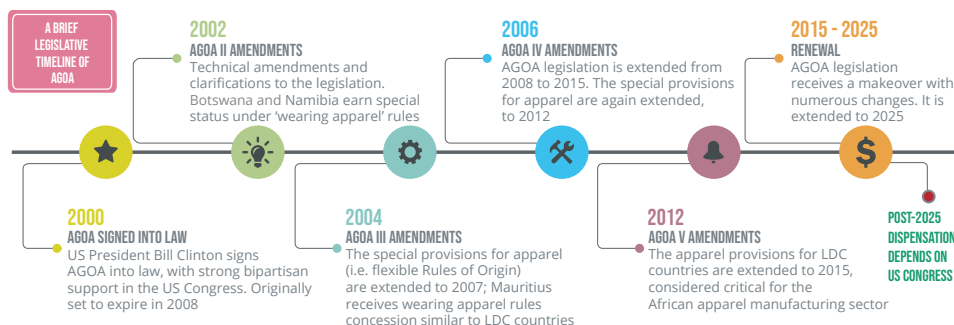 A BRIEF
LEGISLATIVE
TIMELINE OF
AGOA
2000
AGOA SIGNED INTO LAW
US President Bill Clinton signs
AGOA into law, with strong bipartisan
support in the US Congress. Originally
set to expire in 2008
2002
AGOA II AMENDMENTS
Technical amendments and
clarifications to the legislation.
Botswana and Namibia earn special
status under ‘wearing apparel’ rules
2004
AGOA III AMENDMENTS
The special provisions for apparel
(i.e. flexible Rules of Origin)
are extended to 2007; Mauritius
receives wearing apparel rules
concession similar to LDC countries
2006
AGOA IV AMENDMENTS
AGOA legislation is extended from
2008 to 2015. The special provisions
for apparel are again extended,
to 2012
2012
AGOA V AMENDMENTS
The apparel provisions for LDC
countries are extended to 2015,
considered critical for the
African apparel manufacturing sector
2015 - 2025
RENEWAL
AGOA legislation
receives a makeover with
numerous changes. It is
extended to 2025
$
POST-2025
DISPENSATION
DEPENDS ON
US CONGRESS